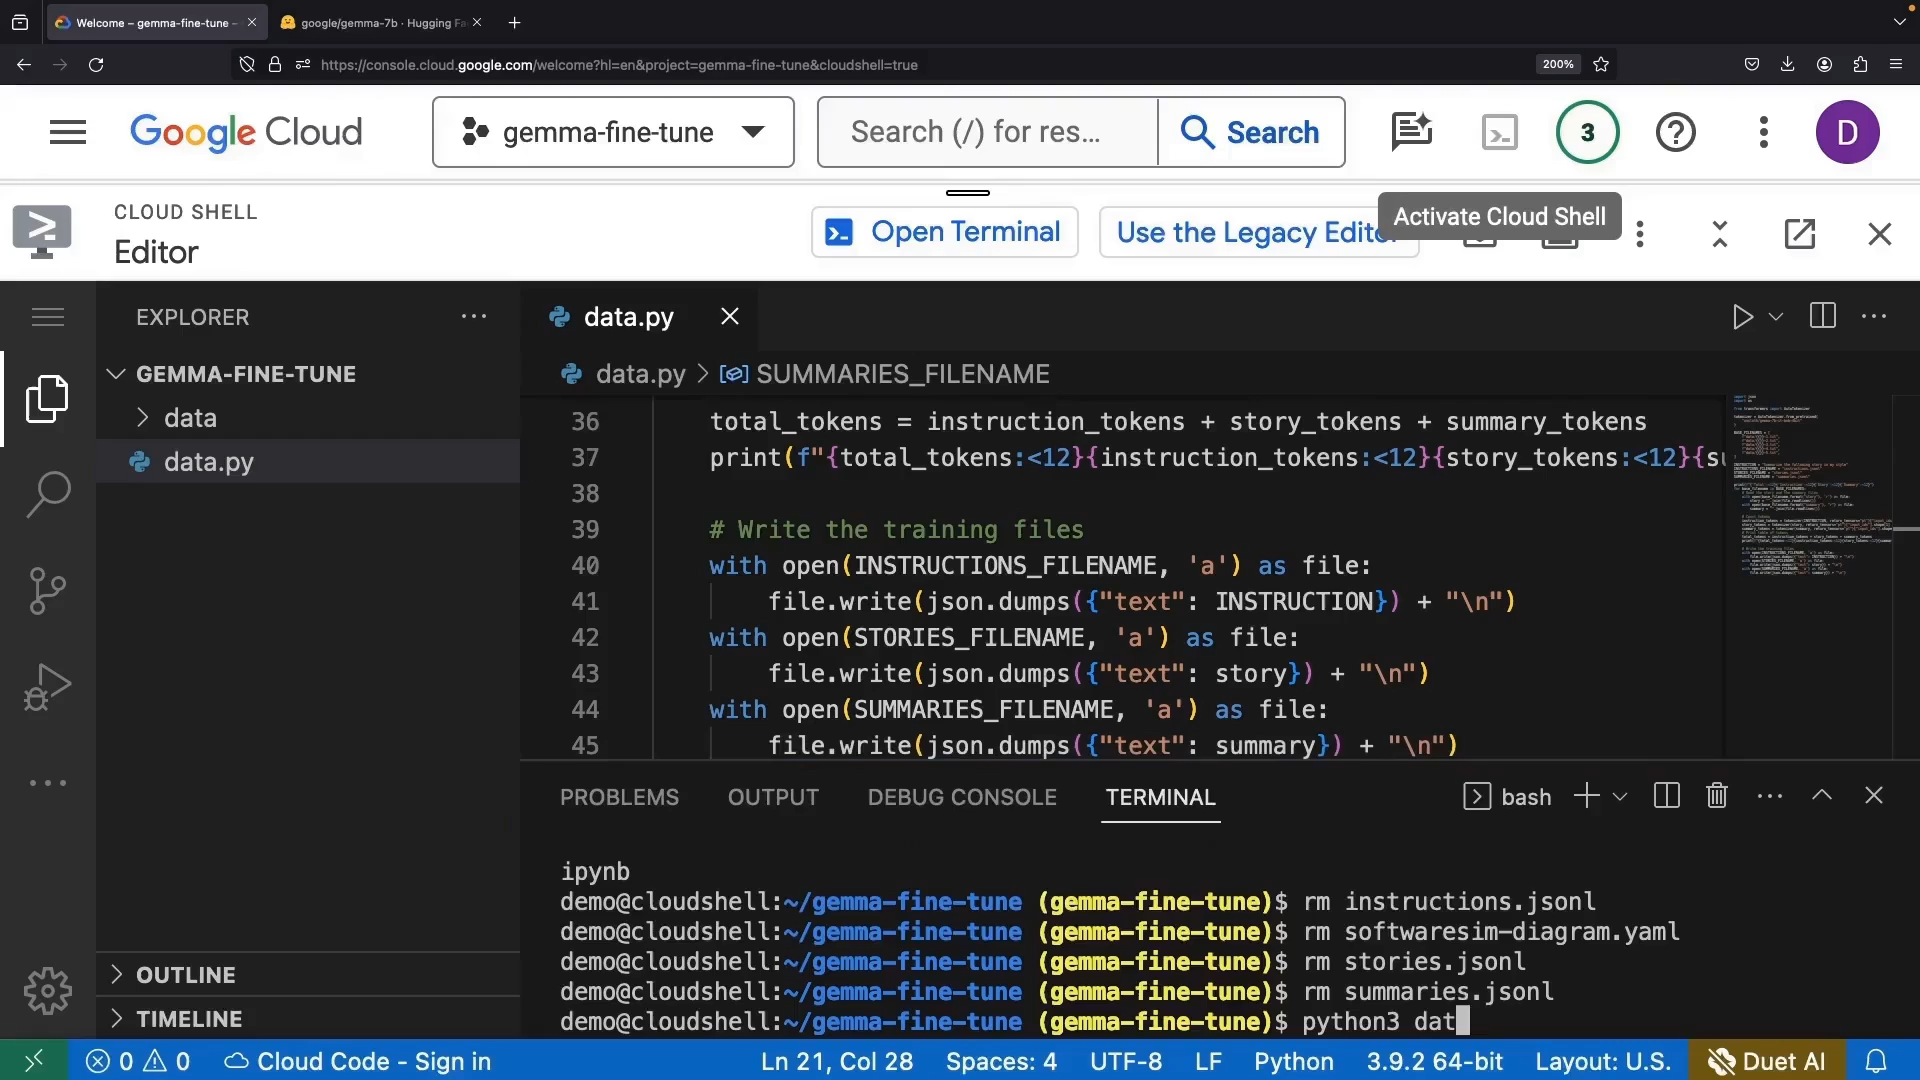 Welcome – gemma-fine-tune –
google/gemma-7b · Hugging Fa
https://console.cloud.google.com/welcome?hl=en&project=gemma-fine-tune&cloudshell=true
200%
Google Cloud
gemma-fine-tune
Search (/) for res...
Search
3
D
Activate Cloud Shell
CLOUD SHELL
Editor
Open Terminal
Use the Legacy Editor
EXPLORER
GEMMA-FINE-TUNE
data
data.py
OUTLINE
TIMELINE
data.py
data.py > SUMMARIES_FILENAME
36 total_tokens = instruction_tokens + story_tokens + summary_tokens
37 print(f"{total_tokens:<12}{instruction_tokens:<12}{story_tokens:<12}{su
38
39 # Write the training files
40 with open(INSTRUCTIONS_FILENAME, 'a') as file:
41 file.write(json.dumps({"text": INSTRUCTION}) + "\n")
42 with open(STORIES_FILENAME, 'a') as file:
43 file.write(json.dumps({"text": story}) + "\n")
44 with open(SUMMARIES_FILENAME, 'a') as file:
45 file.write(json.dumps({"text": summary}) + "\n")
PROBLEMS OUTPUT DEBUG CONSOLE TERMINAL
bash
ipynb
demo@cloudshell:~/gemma-fine-tune (gemma-fine-tune)$ rm instructions.jsonl
demo@cloudshell:~/gemma-fine-tune (gemma-fine-tune)$ rm softwaresim-diagram.yaml
demo@cloudshell:~/gemma-fine-tune (gemma-fine-tune)$ rm stories.jsonl
demo@cloudshell:~/gemma-fine-tune (gemma-fine-tune)$ rm summaries.jsonl
demo@cloudshell:~/gemma-fine-tune (gemma-fine-tune)$ python3 dat
0 0 Cloud Code - Sign in Ln 21, Col 28 Spaces: 4 UTF-8 LF Python 3.9.2 64-bit Layout: U.S. Duet AI